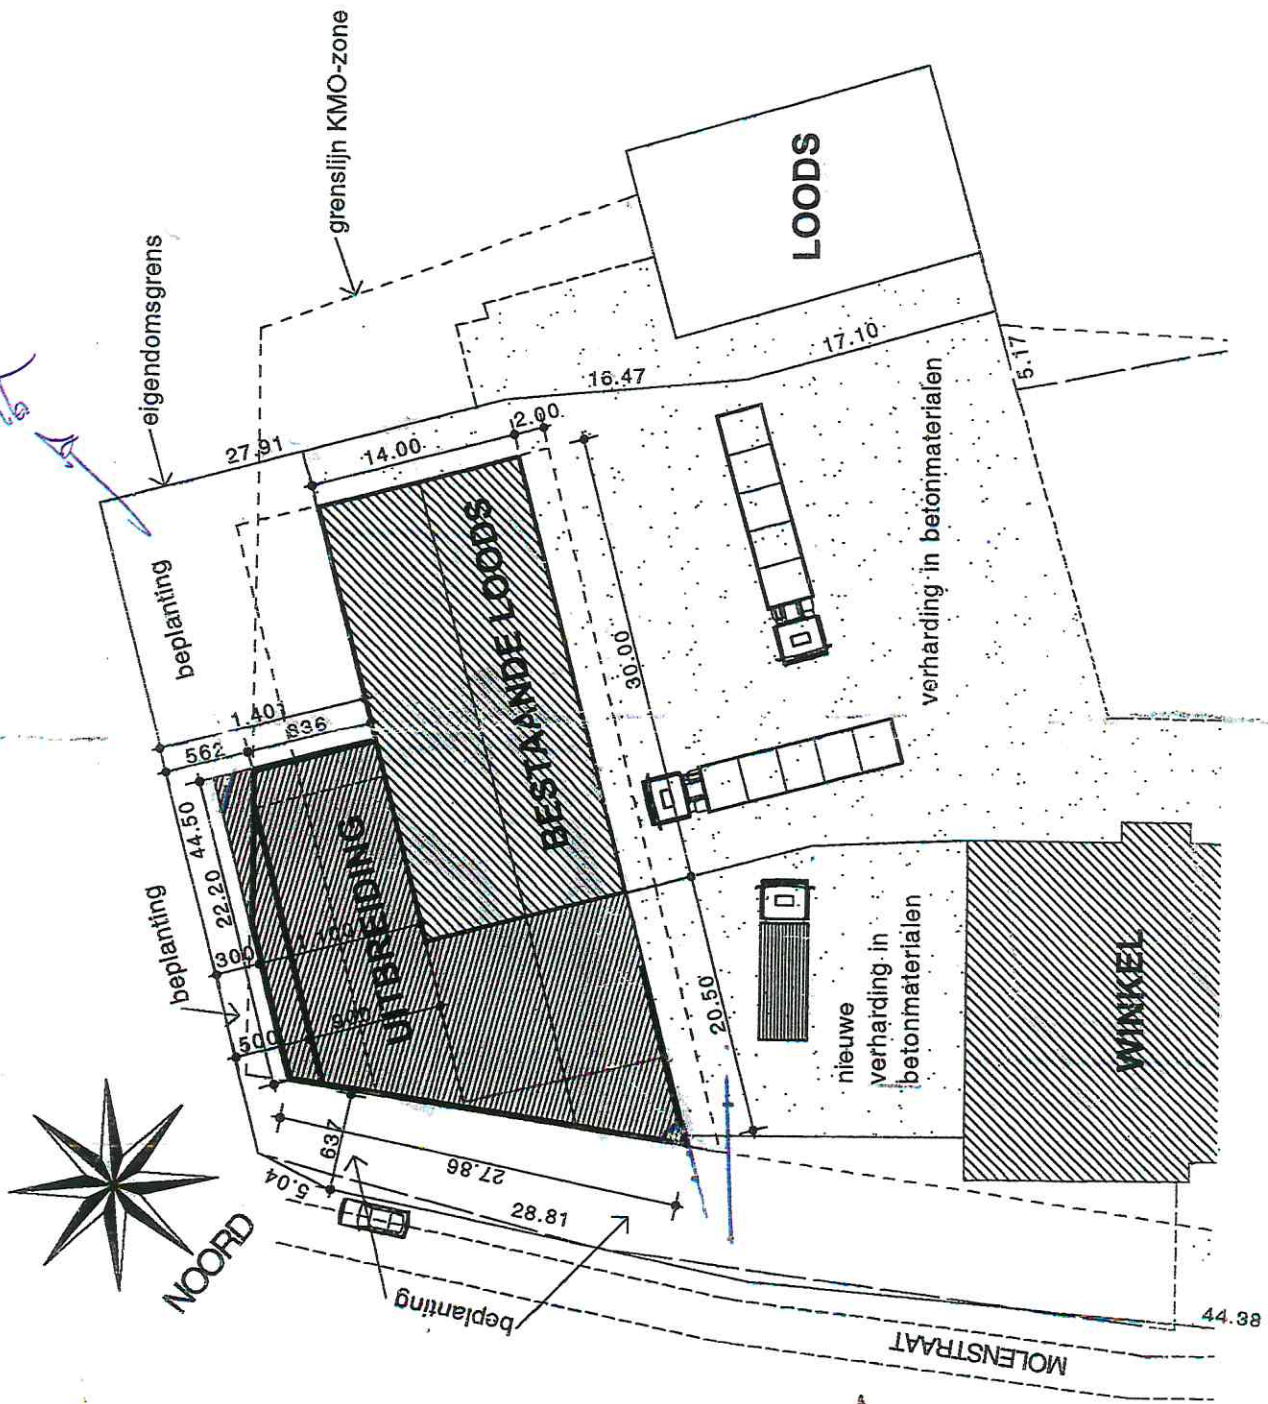 grenslijn KMO-zone
eigendomsgrens
LOODS
27.91
14.00
2.00
16.47
17.10
5.17
beplanting
BESTAANDE LOODS
30.00
verharding in betonmaterialen
1.40
562
836
44.50
22.20
beplanting
300
500
UITBREIDING
20.50
nieuwe
verharding in
betonmaterialen
WINKEL
637
27.86
5.04
28.81
NOORD
beplanting
MOLENSTRAAT
44.38